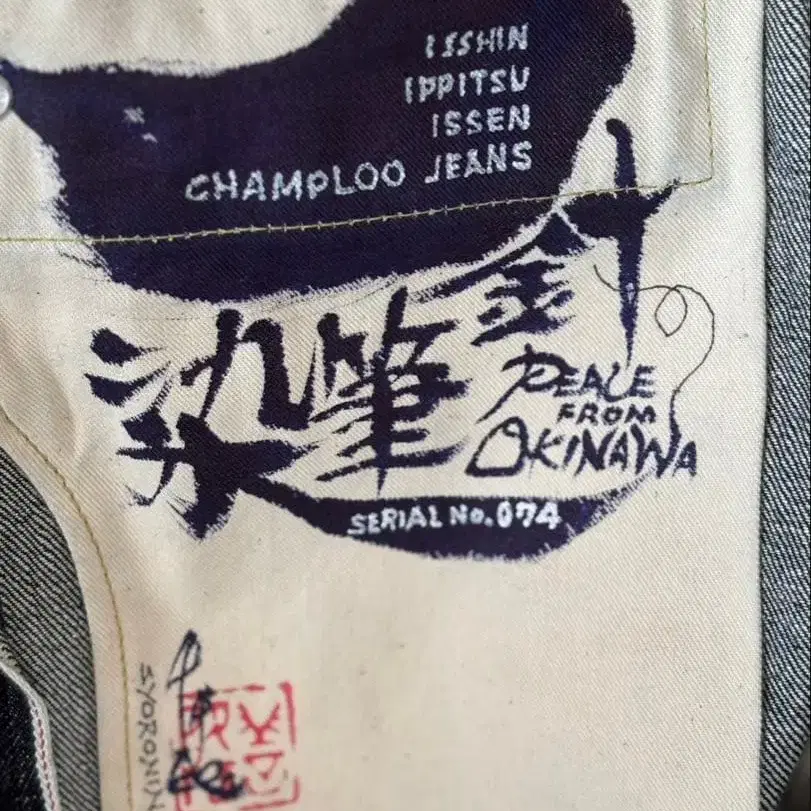 ISSHIN
IPPITSU
ISSEN
CHAMPLOO JEANS
染筆針
PEACE
FROM
OKINAWA
SERIAL No.074
SYORONIN